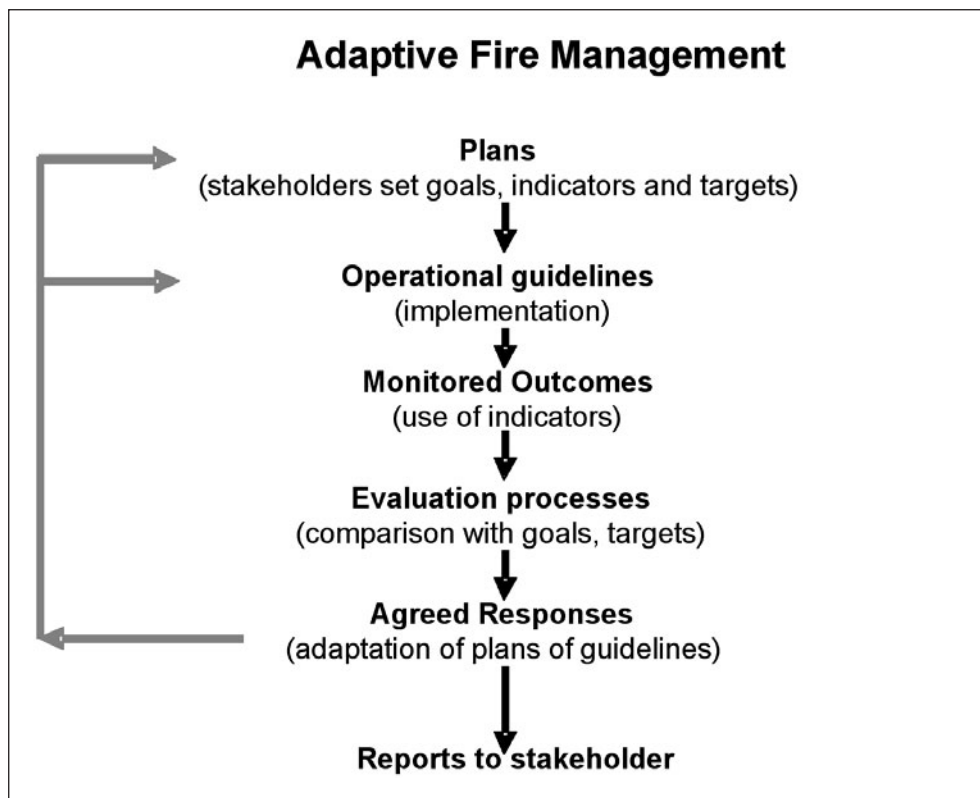 Adaptive Fire Management
Plans
(stakeholders set goals, indicators and targets)
Operational guidelines
(implementation)
Monitored Outcomes
(use of indicators)
Evaluation processes
(comparison with goals, targets)
Agreed Responses
(adaptation of plans of guidelines)
Reports to stakeholder